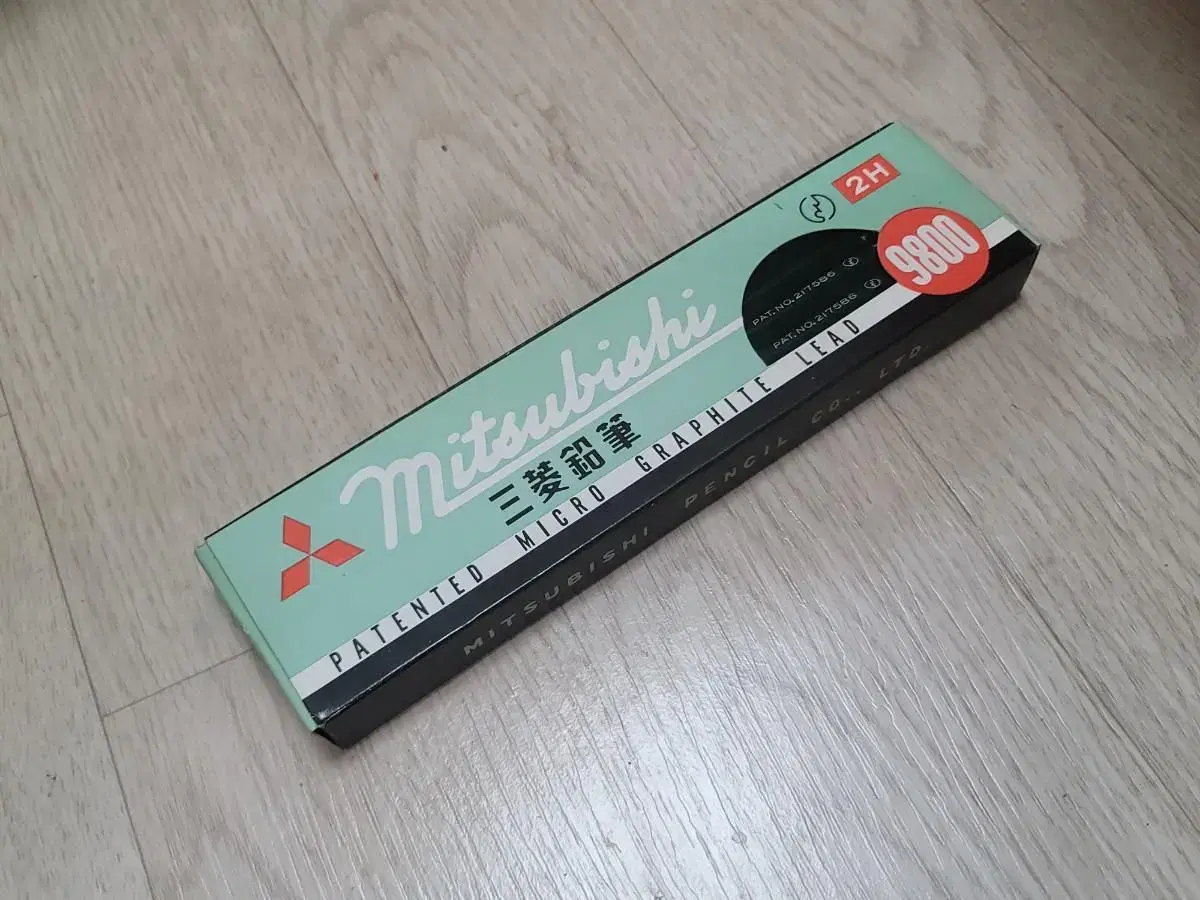 2H
9800
PAT.NO.217586
PAT.NO.217586
Mitsubishi
三菱鉛筆
PATENTED MICRO GRAPHITE LEAD
MITSUBISHI PENCIL CO., LTD.